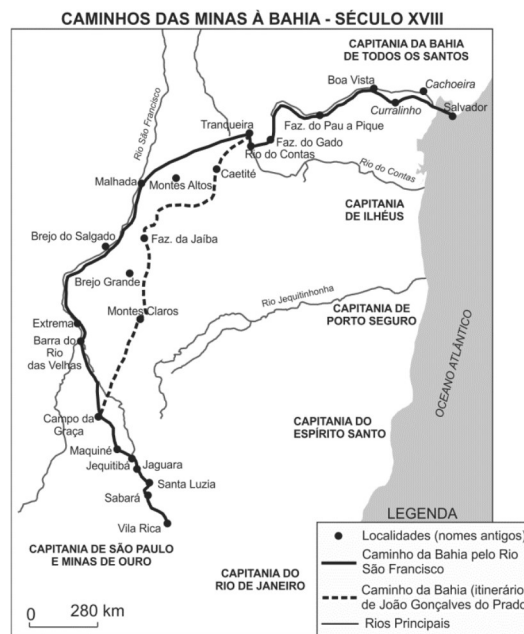 CAMINHOS DAS MINAS À BAHIA - SÉCULO XVIII
CAPITANIA DA BAHIA
DE TODOS OS SANTOS
Boa Vista
Cachoeira
Curralinho
Salvador
Rio São Francisco
Tranqueira
Faz. do Pau a Pique
Faz. do Gado
Rio do Contas
Caetité
Malhada
Montes Altos
Rio do Contas
CAPITANIA
DE ILHÉUS
Brejo do Salgado
Faz. da Jaíba
Brejo Grande
Rio Jequitinhonha
Montes Claros
CAPITANIA DE
PORTO SEGURO
Extrema
Barra do
Rio
das Velhas
OCEANO ATLÂNTICO
Campo da
Graça
CAPITANIA DO
ESPÍRITO SANTO
Maquiné
Jequitibá
Jaguara
Santa Luzia
Sabará
Vila Rica
CAPITANIA DE SÃO PAULO
E MINAS DE OURO
CAPITANIA DO
RIO DE JANEIRO
0 280 km
LEGENDA
Localidades (nomes antigos)
Caminho da Bahia pelo Rio
São Francisco
Caminho da Bahia (itinerário
de João Gonçalves do Prado)
Rios Principais